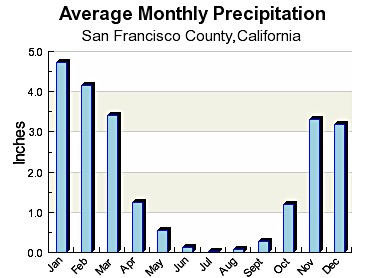 Average Monthly Precipitation
San Francisco County,California
5.0
4.0
3.0
2.0
1.0
0.0
Inches
Jan Feb Mar Apr May Jun Jul Aug Sept Oct Nov Dec